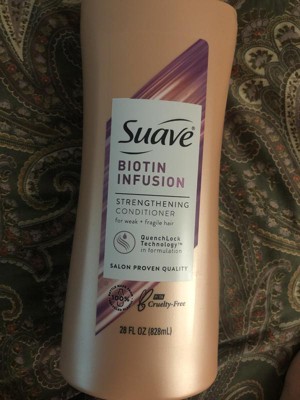 Suave®
BIOTIN
INFUSION
STRENGTHENING
CONDITIONER
for weak + fragile hair
QuenchLock
Technology™
in formulation
SALON PROVEN QUALITY
100%
Cruelty-Free
28 FL OZ (828mL)